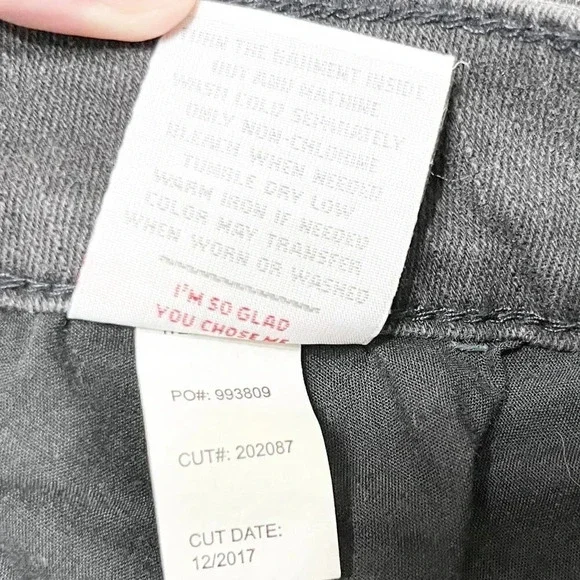 TURN THE GARMENT INSIDE
OUT AND MACHINE
WASH COLD SEPARATELY
ONLY NON-CHLORINE
BLEACH WHEN NEEDED
TUMBLE DRY LOW
WARM IRON IF NEEDED
COLOR MAY TRANSFER
WHEN WORN OR WASHED
I'M SO GLAD
YOU CHOSE ME
PO#: 993809
CUT#: 202087
CUT DATE:
12/2017